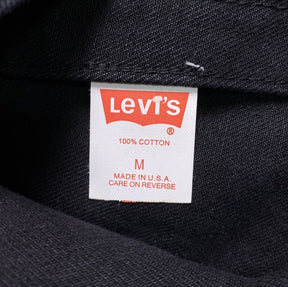 Levi's
®
100% COTTON
M
MADE IN U.S.A.
CARE ON REVERSE